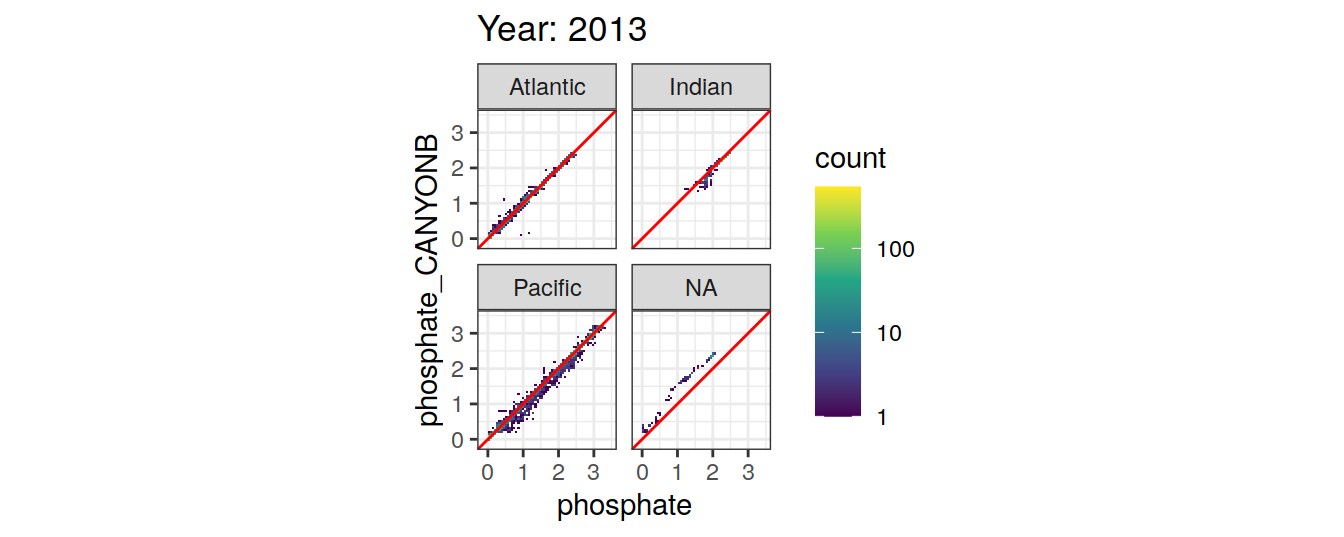 Year: 2013
Atlantic
Indian
3
2
1
0
Pacific
NA
3
2
1
0
0 1 2 3
0 1 2 3
phosphate
phosphate_CANYONB
count
100
10
1